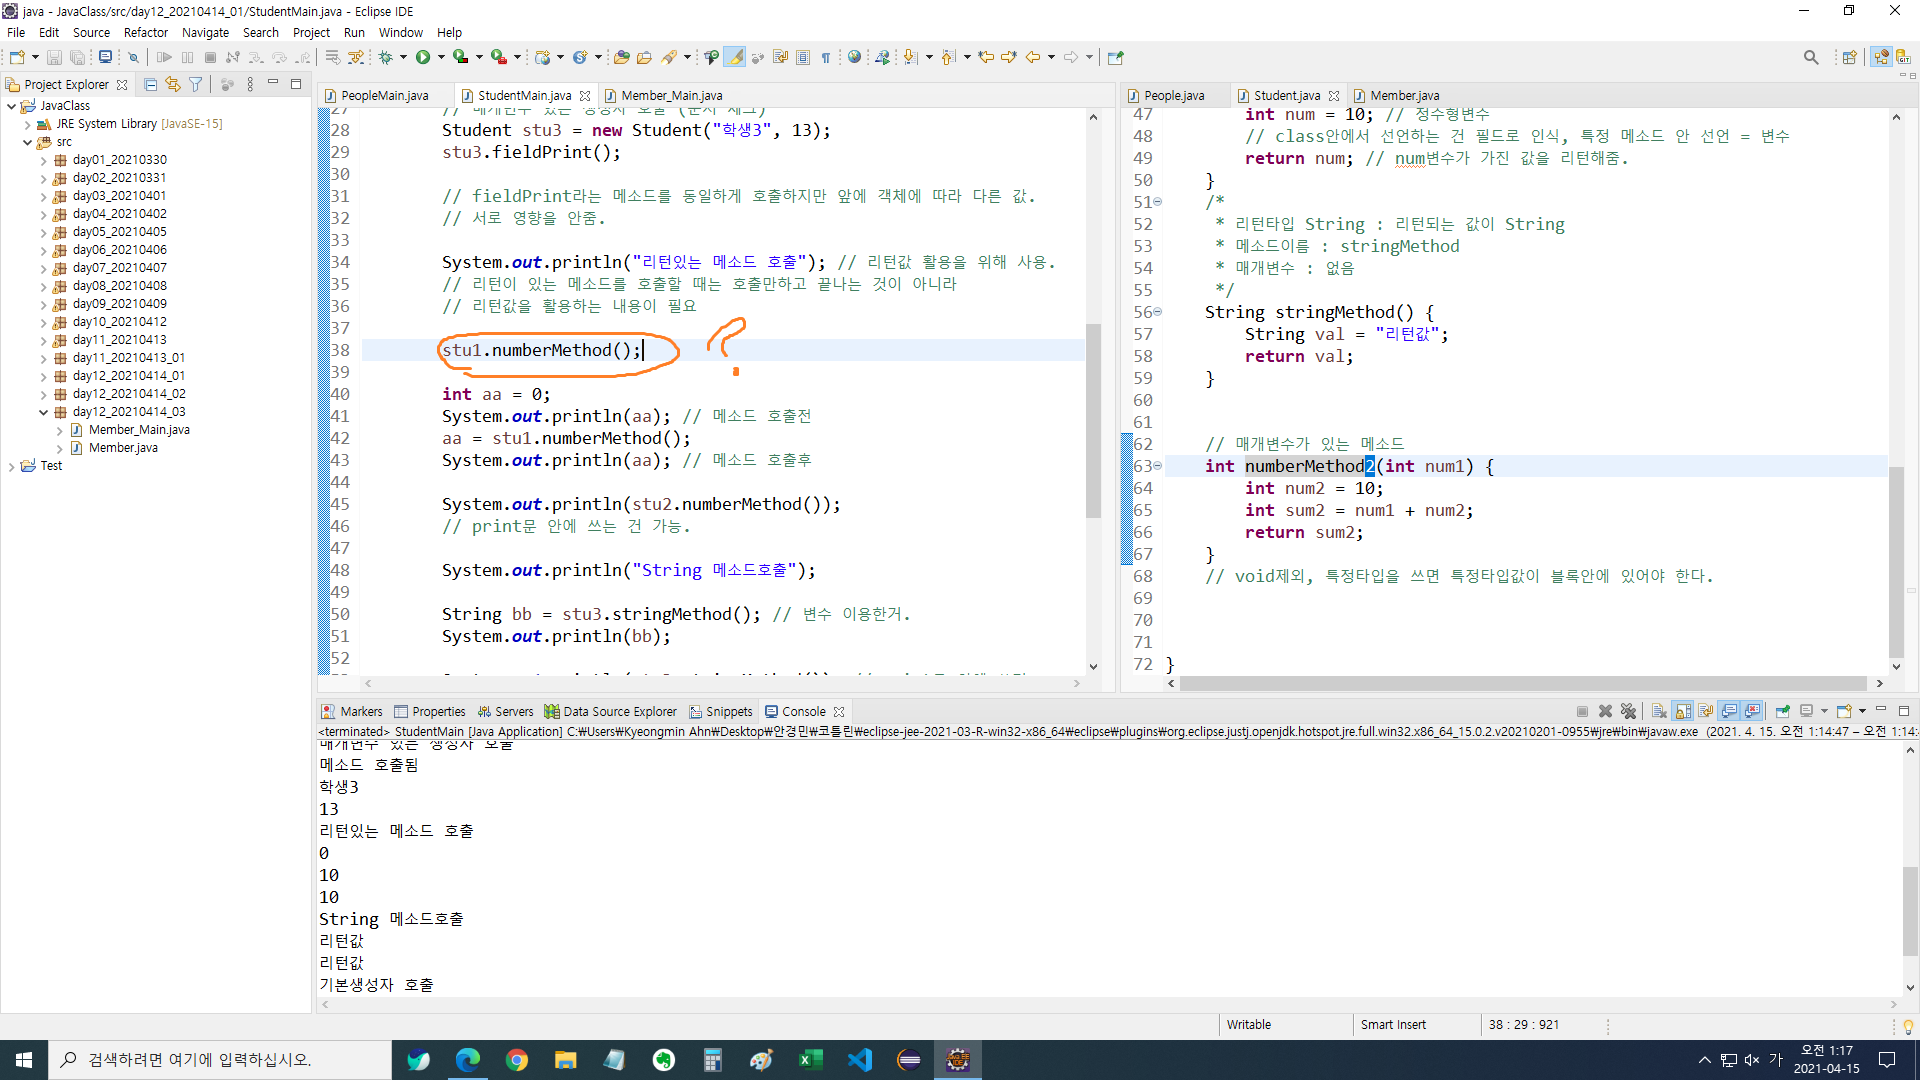 java - JavaClass/src/day12_20210414_01/StudentMain.java - Eclipse IDE
File Edit Source Refactor Navigate Search Project Run Window Help
Project Explorer
JavaClass
JRE System Library [JavaSE-15]
src
day01_20210330
day02_20210331
day03_20210401
day04_20210402
day05_20210405
day06_20210406
day07_20210407
day08_20210408
day09_20210409
day10_20210412
day11_20210413
day11_20210413_01
day12_20210414_01
day12_20210414_02
day12_20210414_03
Member_Main.java
Member.java
Test
PeopleMain.java StudentMain.java Member_Main.java
27 // 매개변수 있는 생성자 호출
28 Student stu3 = new Student("학생3", 13);
29 stu3.fieldPrint();
30
31 // fieldPrint라는 메소드를 동일하게 호출하지만 앞에 객체에 따라 다른 값.
32 // 서로 영향을 안줌.
33
34 System.out.println("리턴있는 메소드 호출"); // 리턴값 활용을 위해 사용.
35 // 리턴이 있는 메소드를 호출할 때는 호출만하고 끝나는 것이 아니라
36 // 리턴값을 활용하는 내용이 필요
37
38 stu1.numberMethod(); ?
39
40 int aa = 0;
41 System.out.println(aa); // 메소드 호출전
42 aa = stu1.numberMethod();
43 System.out.println(aa); // 메소드 호출후
44
45 System.out.println(stu2.numberMethod());
46 // print문 안에 쓰는 건 가능.
47
48 System.out.println("String 메소드호출");
49
50 String bb = stu3.stringMethod(); // 변수 이용한거.
51 System.out.println(bb);
52
People.java Student.java Member.java
47 int num = 10; // 정수형변수
48 // class안에서 선언하는 건 필드로 인식, 특정 메소드 안 선언 = 변수
49 return num; // num변수가 가진 값을 리턴해줌.
50 }
51 /*
52 * 리턴타입 String : 리턴되는 값이 String
53 * 메소드이름 : stringMethod
54 * 매개변수 : 없음
55 */
56 String stringMethod() {
57 String val = "리턴값";
58 return val;
59 }
60
61
62 // 매개변수가 있는 메소드
63 int numberMethod2(int num1) {
64 int num2 = 10;
65 int sum2 = num1 + num2;
66 return sum2;
67 }
68 // void제외, 특정타입을 쓰면 특정타입값이 블록안에 있어야 한다.
69
70
71
72 }
Markers Properties Servers Data Source Explorer Snippets Console
<terminated> StudentMain [Java Application] C:₩Users₩Kyeongmin Ahn₩Desktop₩안경민₩코틀린₩eclipse-jee-2021-03-R-win32-x86_64₩eclipse₩plugins₩org.eclipse.justj.openjdk.hotspot.jre.full.win32.x86_64_15.0.2.v20210201-0955₩jre₩bin₩javaw.exe (2021. 4. 15. 오전 1:14:47 – 오전 1:14:
매개변수 있는 생성자 호출
메소드 호출됨
학생3
13
리턴있는 메소드 호출
0
10
10
String 메소드호출
리턴값
리턴값
기본생성자 호출
Writable Smart Insert 38 : 29 : 921
검색하려면 여기에 입력하십시오.
가
오전 1:17
2021-04-15